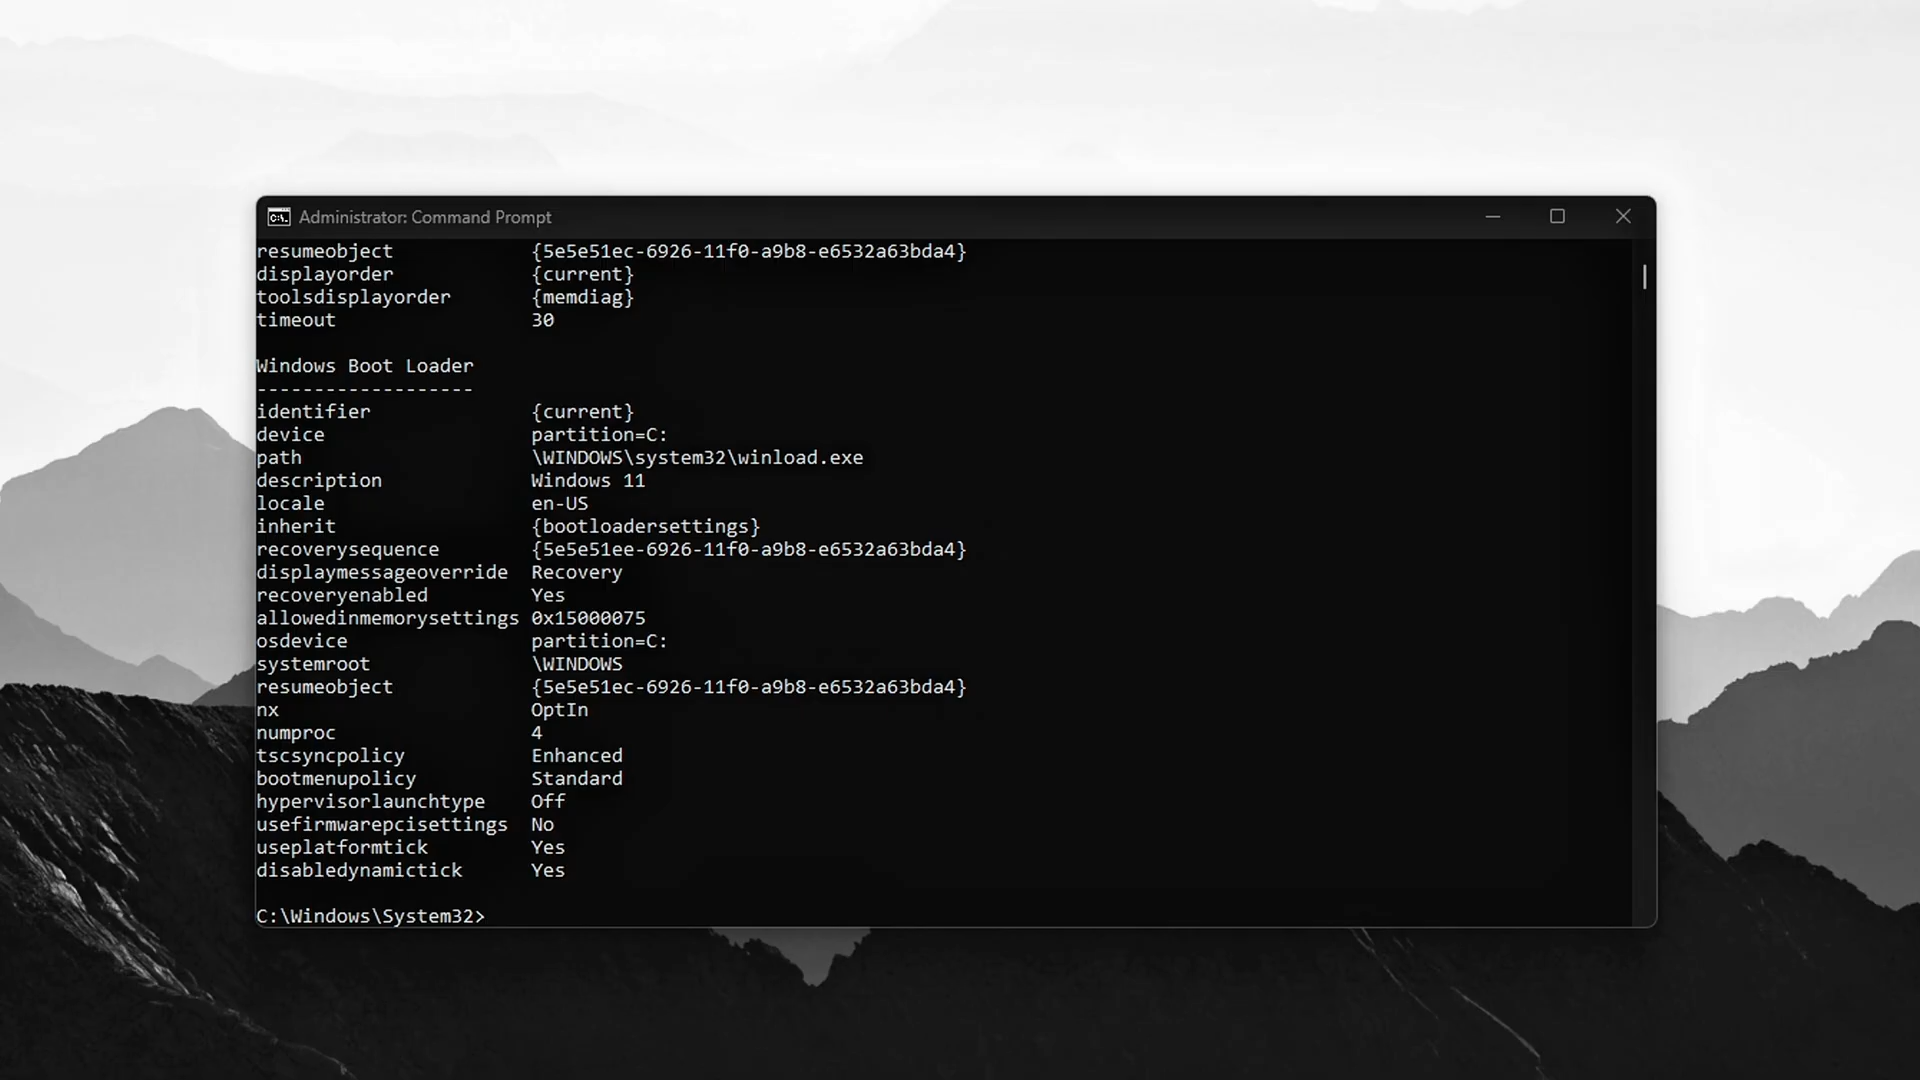 Administrator: Command Prompt
resumeobject            {5e5e51ec-6926-11f0-a9b8-e6532a63bda4}
displayorder            {current}
toolsdisplayorder       {memdiag}
timeout                 30

Windows Boot Loader
-------------------
identifier              {current}
device                  partition=C:
path                    \WINDOWS\system32\winload.exe
description             Windows 11
locale                  en-US
inherit                 {bootloadersettings}
recoverysequence        {5e5e51ee-6926-11f0-a9b8-e6532a63bda4}
displaymessageoverride  Recovery
recoveryenabled         Yes
allowedinmemorysettings 0x15000075
osdevice                partition=C:
systemroot              \WINDOWS
resumeobject            {5e5e51ec-6926-11f0-a9b8-e6532a63bda4}
nx                      OptIn
numproc                 4
tscsyncpolicy           Enhanced
bootmenupolicy          Standard
hypervisorlaunchtype    Off
usefirmwarepcisettings  No
useplatformtick         Yes
disabledynamictick      Yes

C:\Windows\System32>